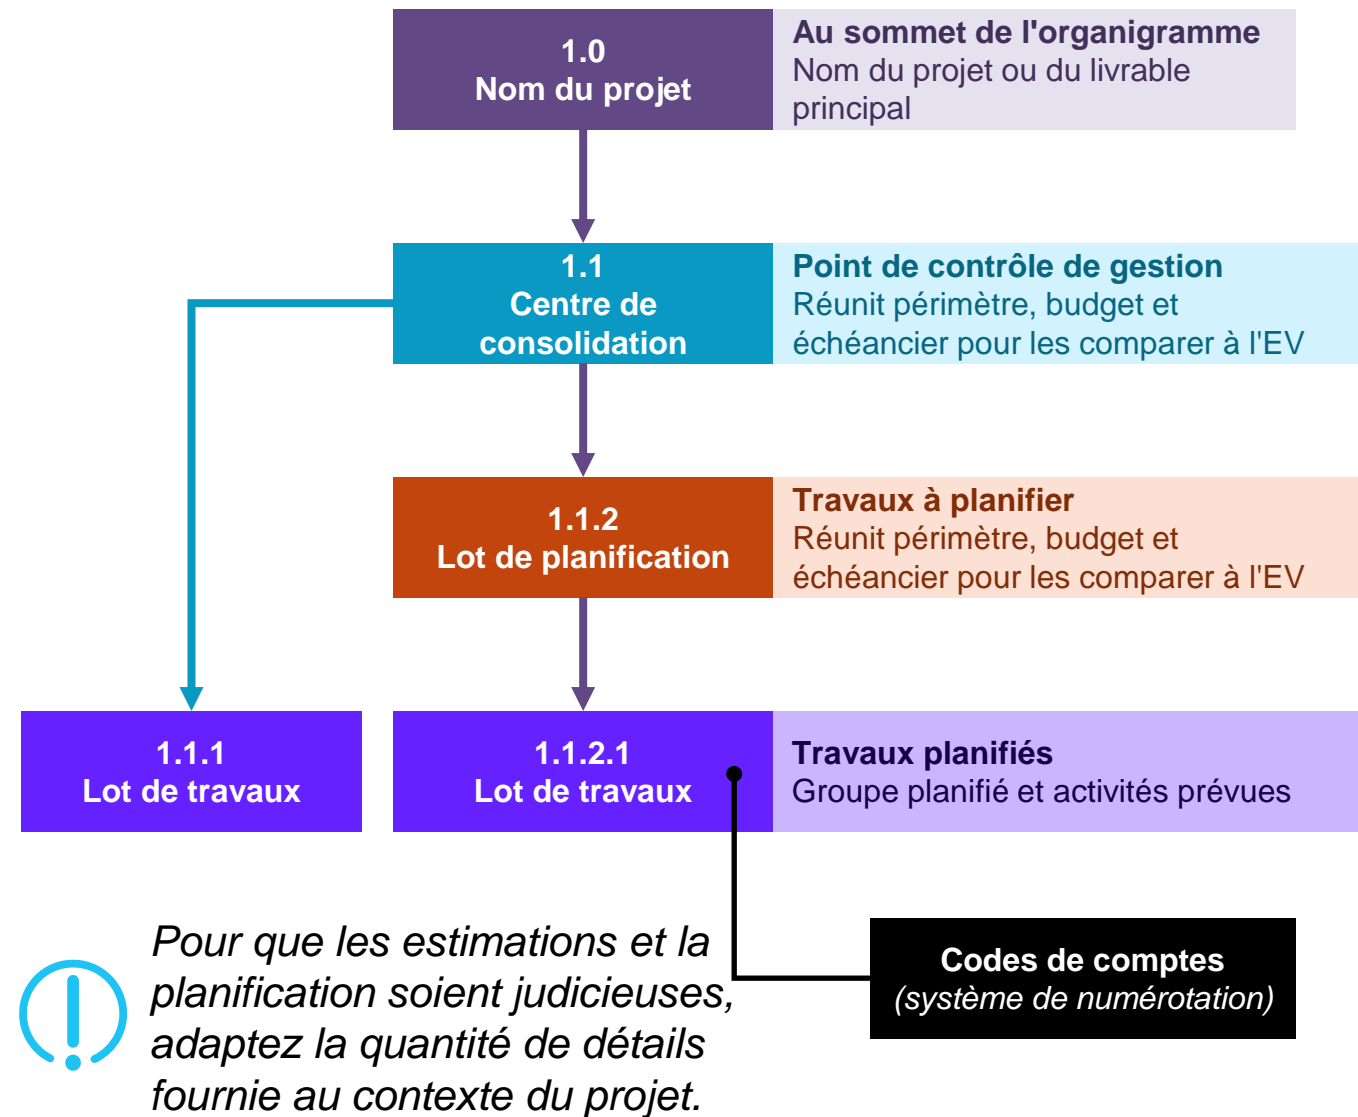 1.0
Nom du projet
Au sommet de l'organigramme
Nom du projet ou du livrable
principal
1.1
Centre de
consolidation
Point de contrôle de gestion
Réunit périmètre, budget et
échéancier pour les comparer à l'EV
1.1.2
Lot de planification
Travaux à planifier
Réunit périmètre, budget et
échéancier pour les comparer à l'EV
1.1.1
Lot de travaux
1.1.2.1
Lot de travaux
Travaux planifiés
Groupe planifié et activités prévues
Pour que les estimations et la
planification soient judicieuses,
adaptez la quantité de détails
fournie au contexte du projet.
Codes de comptes
(système de numérotation)